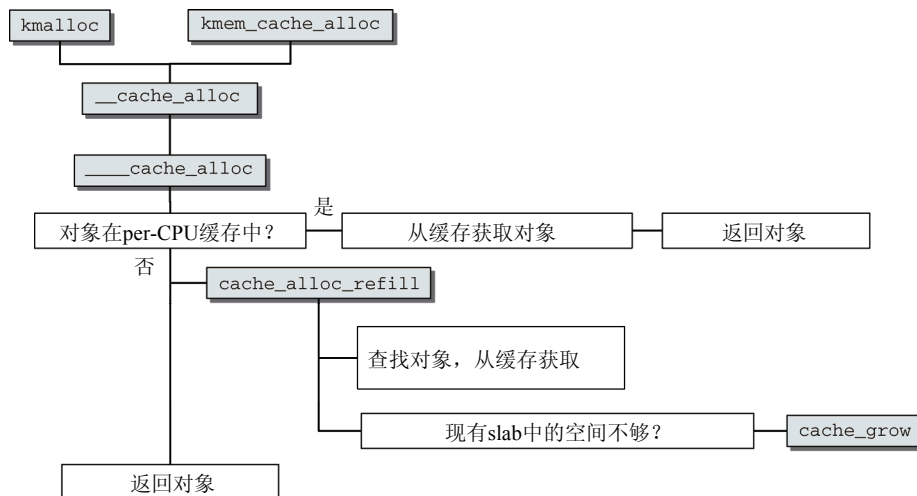 kmalloc
kmem_cache_alloc
__cache_alloc
____cache_alloc
对象在per-CPU缓存中?
是
从缓存获取对象
返回对象
否
cache_alloc_refill
查找对象，从缓存获取
现有slab中的空间不够?
cache_grow
返回对象